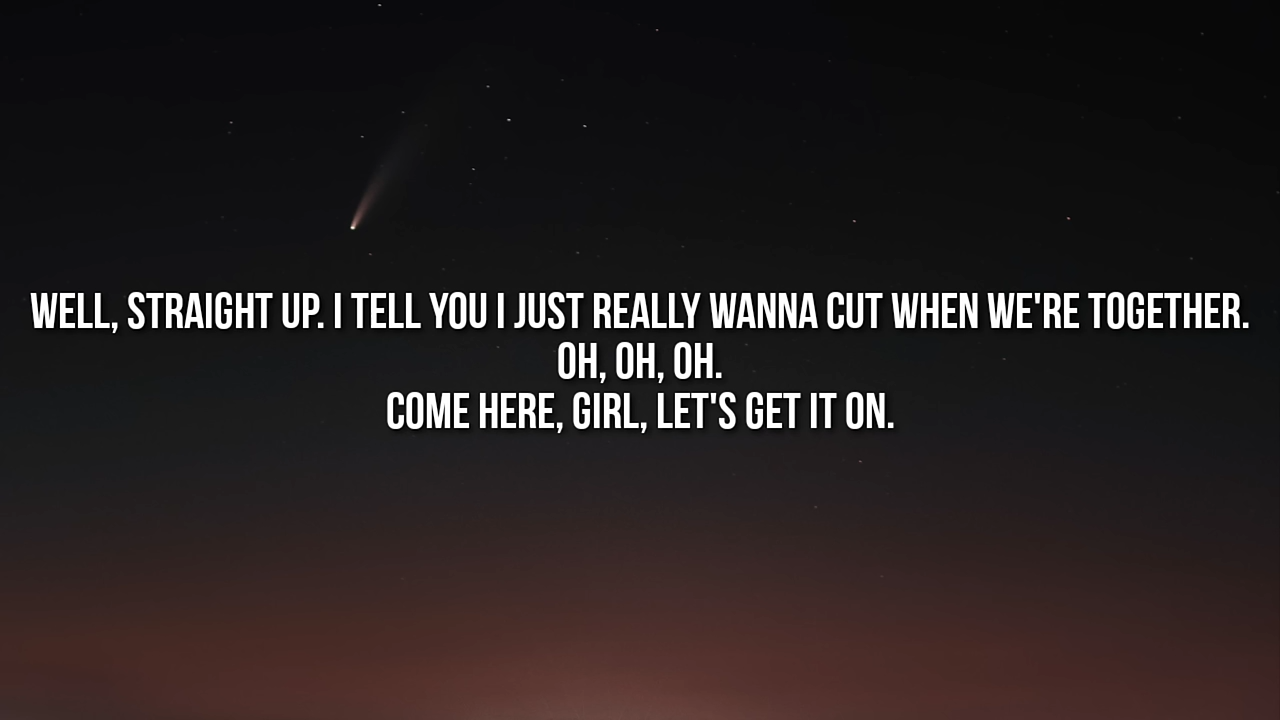 WELL, STRAIGHT UP. I TELL YOU I JUST REALLY WANNA CUT WHEN WE'RE TOGETHER.
OH, OH, OH.
COME HERE, GIRL, LET'S GET IT ON.